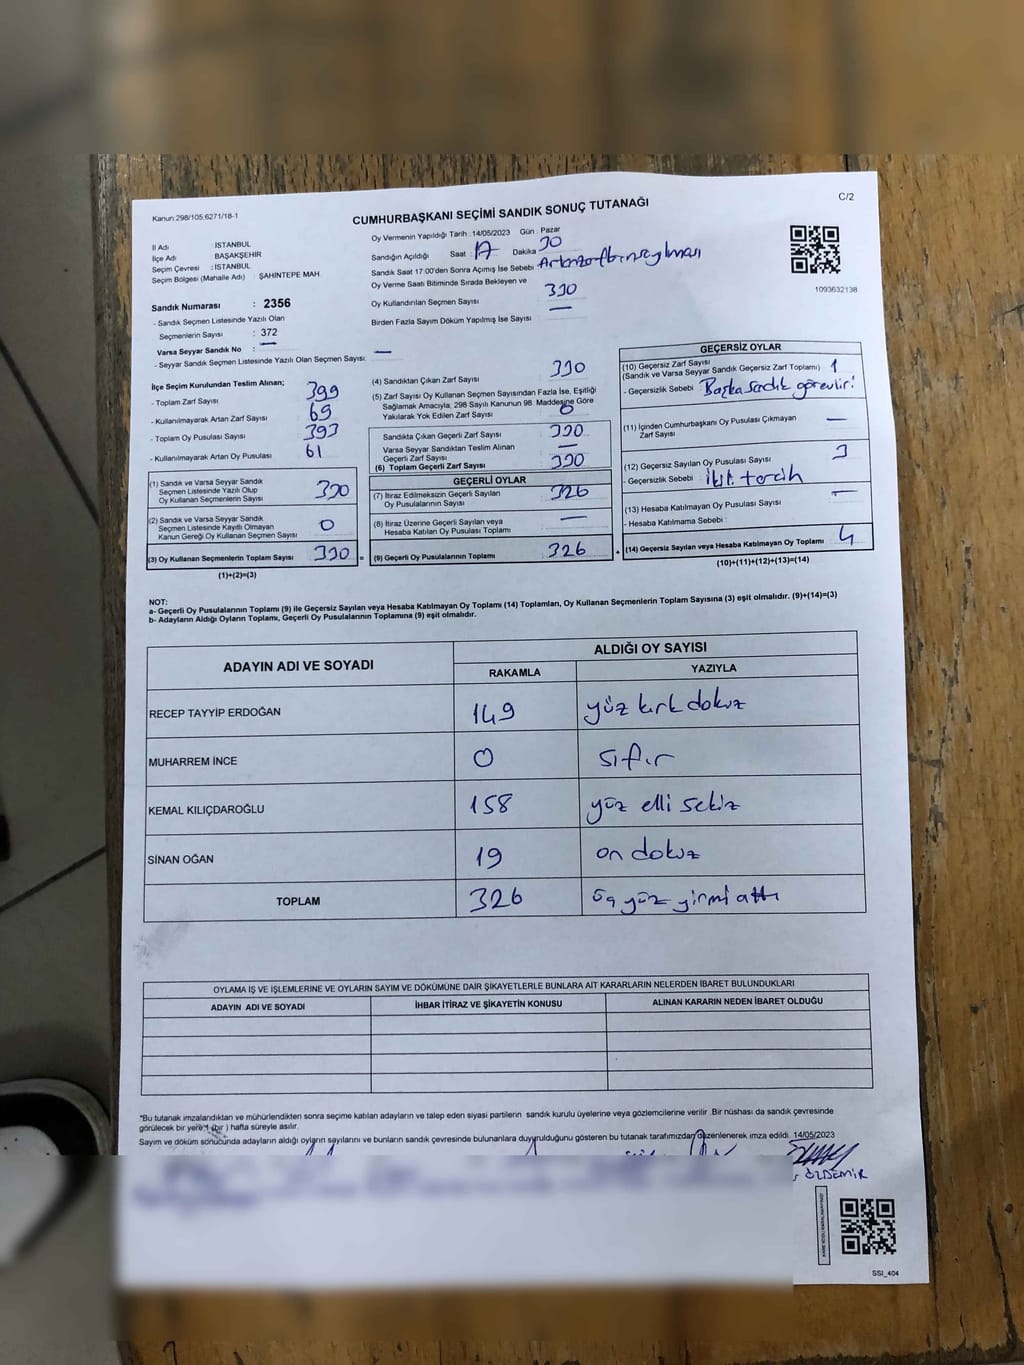 Kanun 298/105,6271/18-1
C/2
CUMHURBAŞKANI SEÇİMİ SANDIK SONUÇ TUTANAĞI
İl Adı : İSTANBUL
İlçe Adı : BAŞAKŞEHİR
Seçim Çevresi : İSTANBUL
Seçim Bölgesi (Mahalle Adı) : ŞAHİNTEPE MAH.
Sandık Numarası : 2356
- Sandık Seçmen Listesinde Yazılı Olan
Seçmenlerin Sayısı : 372
Varsa Seyyar Sandık No : —
- Seyyar Sandık Seçmen Listesinde Yazılı Olan Seçmen Sayısı: —
Oy Vermenin Yapıldığı Tarih : 14/05/2023 Gün : Pazar
Sandığın Açıldığı Saat : 17 Dakika 30
Sandık Saat 17:00'den Sonra Açımış İse Sebebi
Oy Verme Saati Bitiminde Sırada Bekleyen ve
Oy Kullandırılan Seçmen Sayısı 330
Birden Fazla Sayım Döküm Yapılmış İse Sayısı : —
1093632138
İlçe Seçim Kurulundan Teslim Alınan;
- Toplam Zarf Sayısı 399
- Kullanılmayarak Artan Zarf Sayısı 69
- Toplam Oy Pusulası Sayısı 393
- Kullanılmayarak Artan Oy Pusulası 61
(1) Sandık ve Varsa Seyyar Sandık
Seçmen Listesinde Yazılı Olup
Oy Kullanan Seçmenlerin Sayısı 330
(2) Sandık ve Varsa Seyyar Sandık
Seçmen Listesinde Kayıtlı Olmayan
Kanun Gereği Oy Kullanan Seçmen Sayısı 0
(3) Oy Kullanan Seçmenlerin Toplam Sayısı 330 =
(1)+(2)=(3)
(4) Sandıktan Çıkan Zarf Sayısı 330
(5) Zarf Sayısı Oy Kullanan Seçmen Sayısından Fazla İse, Eşitliği
Sağlamak Amacıyla, 298 Sayılı Kanunun 98. Maddesine Göre
Yakılarak Yok Edilen Zarf Sayısı 0
Sandıkta Çıkan Geçerli Zarf Sayısı 330
Varsa Seyyar Sandıktan Teslim Alınan
Geçerli Zarf Sayısı —
(6) Toplam Geçerli Zarf Sayısı 330
GEÇERLİ OYLAR
(7) İtiraz Edilmeksizin Geçerli Sayılan
Oy Pusulalarının Sayısı 326
(8) İtiraz Üzerine Geçerli Sayılan veya
Hesaba Katılan Oy Pusulası Toplamı —
(9) Geçerli Oy Pusulalarının Toplamı 326 +
GEÇERSİZ OYLAR
(10) Geçersiz Zarf Sayısı
(Sandık ve Varsa Seyyar Sandık Geçersiz Zarf Toplamı) 1
- Geçersizlik Sebebi Başka sandık görevlisi
(11) İçinden Cumhurbaşkanı Oy Pusulası Çıkmayan
Zarf Sayısı —
(12) Geçersiz Sayılan Oy Pusulası Sayısı 3
- Geçersizlik Sebebi iki tercih
(13) Hesaba Katılmayan Oy Pusulası Sayısı —
- Hesaba Katılmama Sebebi :
(14) Geçersiz Sayılan veya Hesaba Katılmayan Oy Toplamı 4
(10)+(11)+(12)+(13)=(14)
NOT:
a- Geçerli Oy Pusulalarının Toplamı (9) ile Geçersiz Sayılan veya Hesaba Katılmayan Oy Toplamı (14) Toplamları, Oy Kullanan Seçmenlerin Toplam Sayısına (3) eşit olmalıdır. (9)+(14)=(3)
b- Adayların Aldığı Oyların Toplamı, Geçerli Oy Pusulalarının Toplamına (9) eşit olmalıdır.
ADAYIN ADI VE SOYADI
ALDIĞI OY SAYISI
RAKAMLA YAZIYLA
RECEP TAYYİP ERDOĞAN 149 yüz kırk dokuz
MUHARREM İNCE 0 sıfır
KEMAL KILIÇDAROĞLU 158 yüz elli sekiz
SİNAN OĞAN 19 on dokuz
TOPLAM 326 üç yüz yirmi altı
OYLAMA İŞ VE İŞLEMLERİNE VE OYLARIN SAYIM VE DÖKÜMÜNE DAİR ŞİKAYETLERLE BUNLARA AİT KARARLARIN NELERDEN İBARET BULUNDUKLARI
ADAYIN ADI VE SOYADI İHBAR İTİRAZ VE ŞİKAYETİN KONUSU ALINAN KARARIN NEDEN İBARET OLDUĞU
*Bu tutanak imzalandıktan ve mühürlendikten sonra seçime katılan adayların ve talep eden siyasi partilerin sandık kurulu üyelerine veya gözlemcilerine verilir. Bir nüshası da sandık çevresinde
görülecek bir yere 1 (bir) hafta süreyle asılır.
Sayım ve döküm sonucunda adayların aldığı oyların sayılarını ve bunların sandık çevresinde bulunanlara duyurulduğunu gösteren bu tutanak tarafımızdan düzenlenerek imza edildi. 14/05/2023
ÖZDEMİR
SSI_404